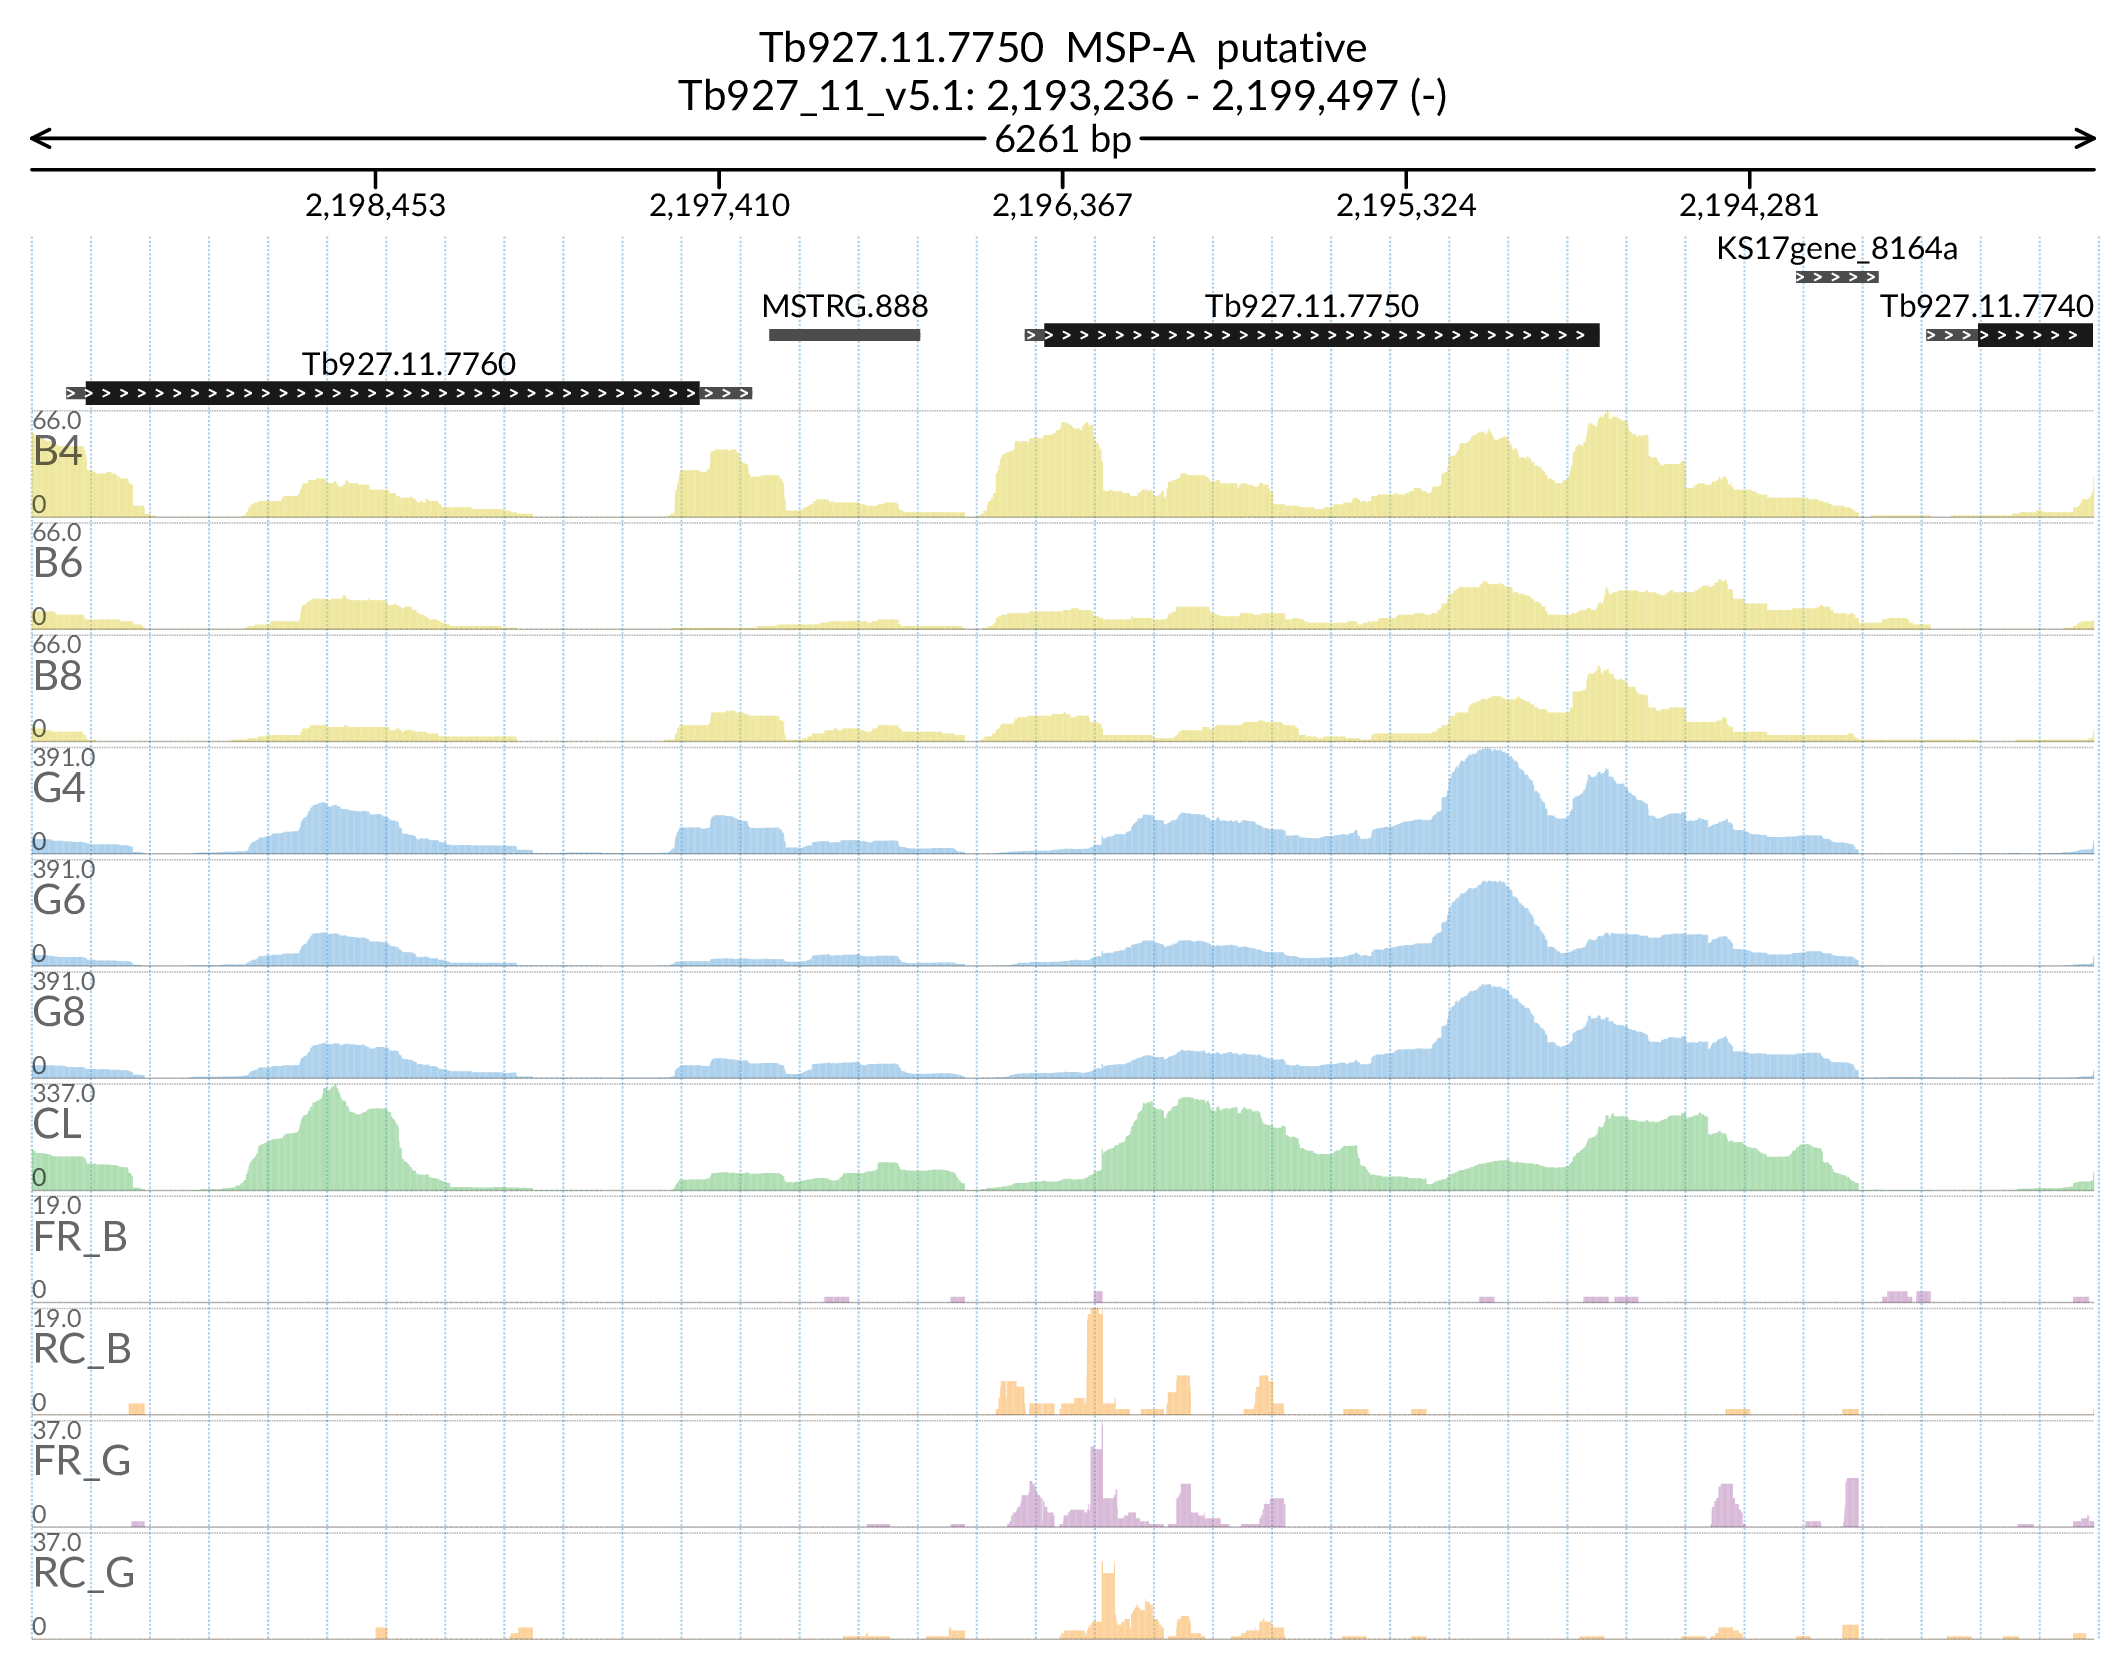 Tb927.11.7750 MSP-A putative
Tb927_11_v5.1: 2,193,236 - 2,199,497 (-)
6261 bp
2,198,453 2,197,410 2,196,367 2,195,324 2,194,281
KS17gene_8164a
MSTRG.888 Tb927.11.7750 Tb927.11.7740
Tb927.11.7760
66.0
B4
0
66.0
B6
0
66.0
B8
0
391.0
G4
0
391.0
G6
0
391.0
G8
0
337.0
CL
0
19.0
FR_B
0
19.0
RC_B
0
37.0
FR_G
0
37.0
RC_G
0